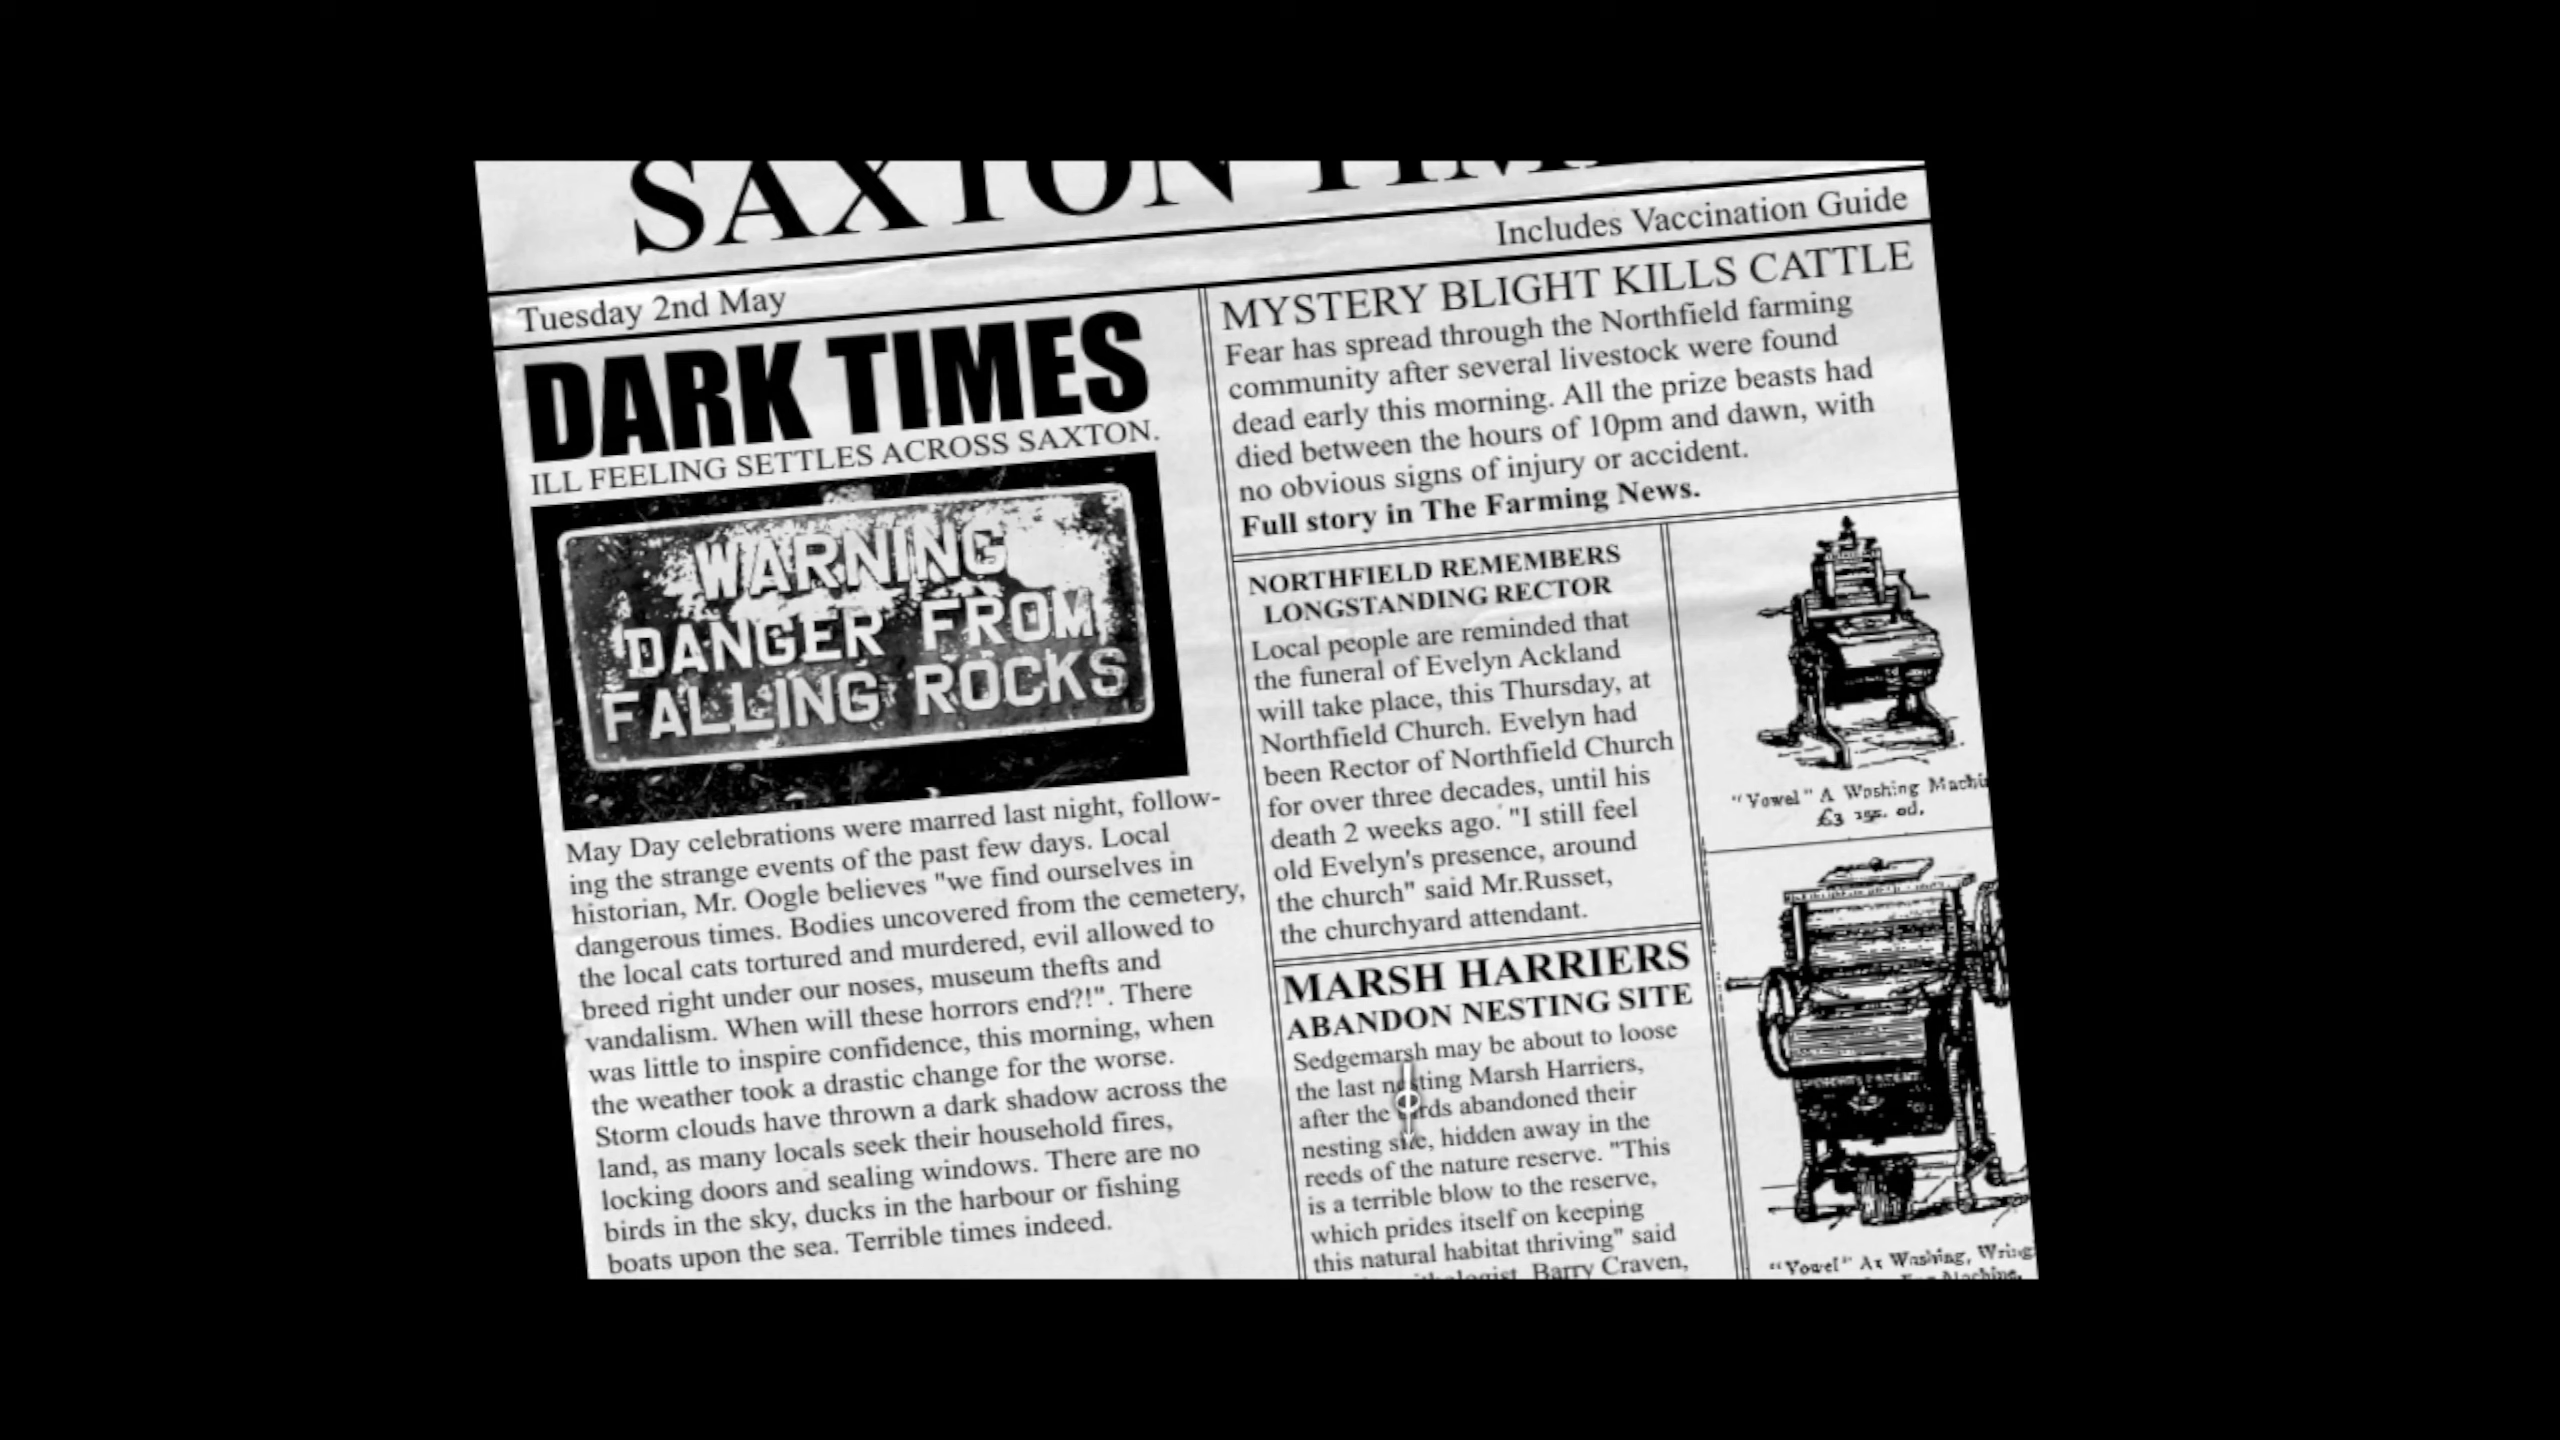 SAXTON TIM
Includes Vaccination Guide
Tuesday 2nd May
DARK TIMES
ILL FEELING SETTLES ACROSS SAXTON.
WARNING
DANGER FROM
FALLING ROCKS
May Day celebrations were marred last night, follow-
ing the strange events of the past few days. Local
historian, Mr. Oogle believes "we find ourselves in
dangerous times. Bodies uncovered from the cemetery,
the local cats tortured and murdered, evil allowed to
breed right under our noses, museum thefts and
vandalism. When will these horrors end?!". There
was little to inspire confidence, this morning, when
the weather took a drastic change for the worse.
Storm clouds have thrown a dark shadow across the
land, as many locals seek their household fires,
locking doors and sealing windows. There are no
birds in the sky, ducks in the harbour or fishing
boats upon the sea. Terrible times indeed.
MYSTERY BLIGHT KILLS CATTLE
Fear has spread through the Northfield farming
community after several livestock were found
dead early this morning. All the prize beasts had
died between the hours of 10pm and dawn, with
no obvious signs of injury or accident.
Full story in The Farming News.
NORTHFIELD REMEMBERS
LONGSTANDING RECTOR
Local people are reminded that
the funeral of Evelyn Ackland
will take place, this Thursday, at
Northfield Church. Evelyn had
been Rector of Northfield Church
for over three decades, until his
death 2 weeks ago. "I still feel
old Evelyn's presence, around
the church" said Mr.Russet,
the churchyard attendant.
MARSH HARRIERS
ABANDON NESTING SITE
Sedgemarsh may be about to loose
the last nesting Marsh Harriers,
after the birds abandoned their
nesting site, hidden away in the
reeds of the nature reserve. "This
is a terrible blow to the reserve,
which prides itself on keeping
this natural habitat thriving" said
Barry Craven,
"Vowel" A Washing Machi
£3 15s. od.
"Vowel" A1 Washing, Wring
Machine.